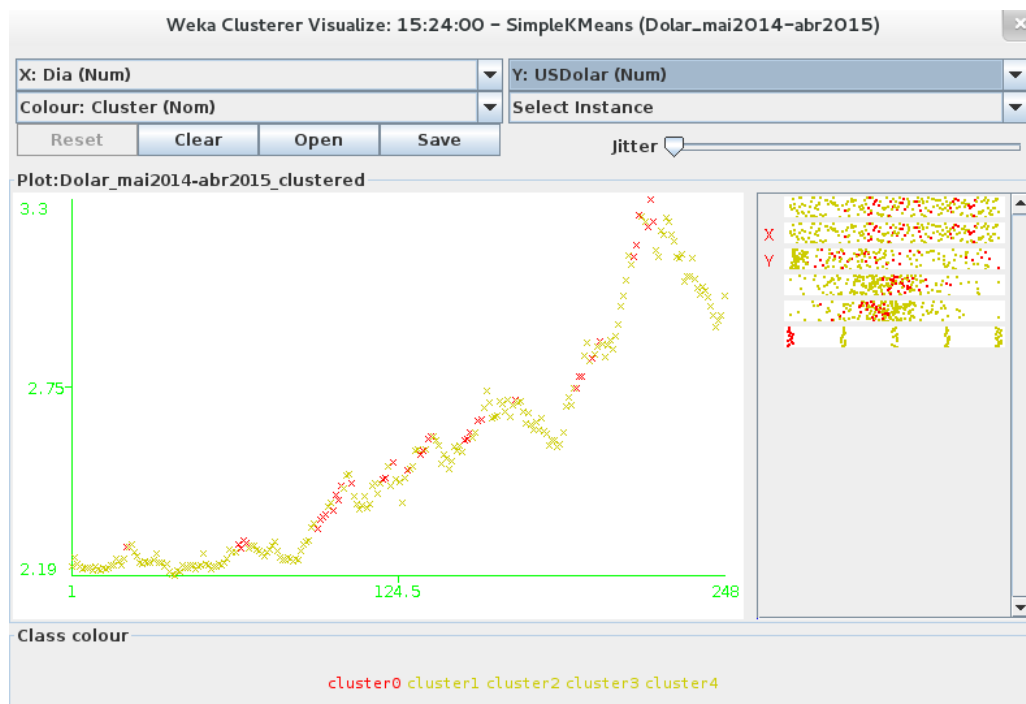 Weka Clusterer Visualize: 15:24:00 - SimpleKMeans (Dolar_mai2014-abr2015)
X: Dia (Num) Y: USDolar (Num)
Colour: Cluster (Nom) Select Instance
Reset Clear Open Save Jitter
Plot:Dolar_mai2014-abr2015_clustered
3.3
2.75
2.19
1 124.5 248
X
Y
Class colour
cluster0 cluster1 cluster2 cluster3 cluster4